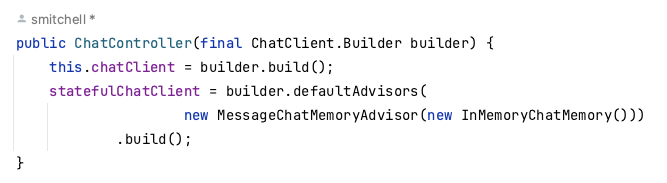 smitchell *
public ChatController(final ChatClient.Builder builder) {
    this.chatClient = builder.build();
    statefulChatClient = builder.defaultAdvisors(
                    new MessageChatMemoryAdvisor(new InMemoryChatMemory()))
            .build();
}